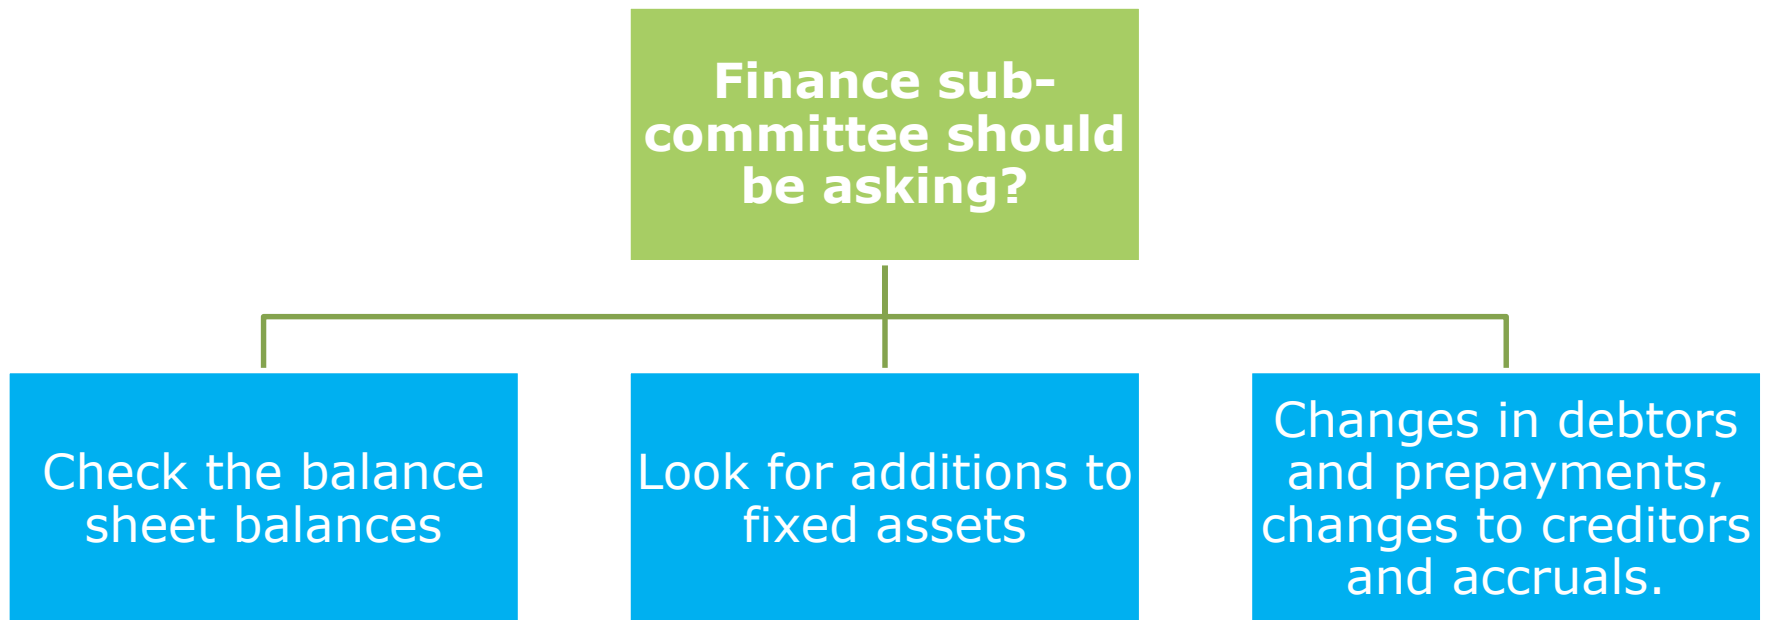 Finance sub-
committee should
be asking?
Check the balance
sheet balances
Look for additions to
fixed assets
Changes in debtors
and prepayments,
changes to creditors
and accruals.